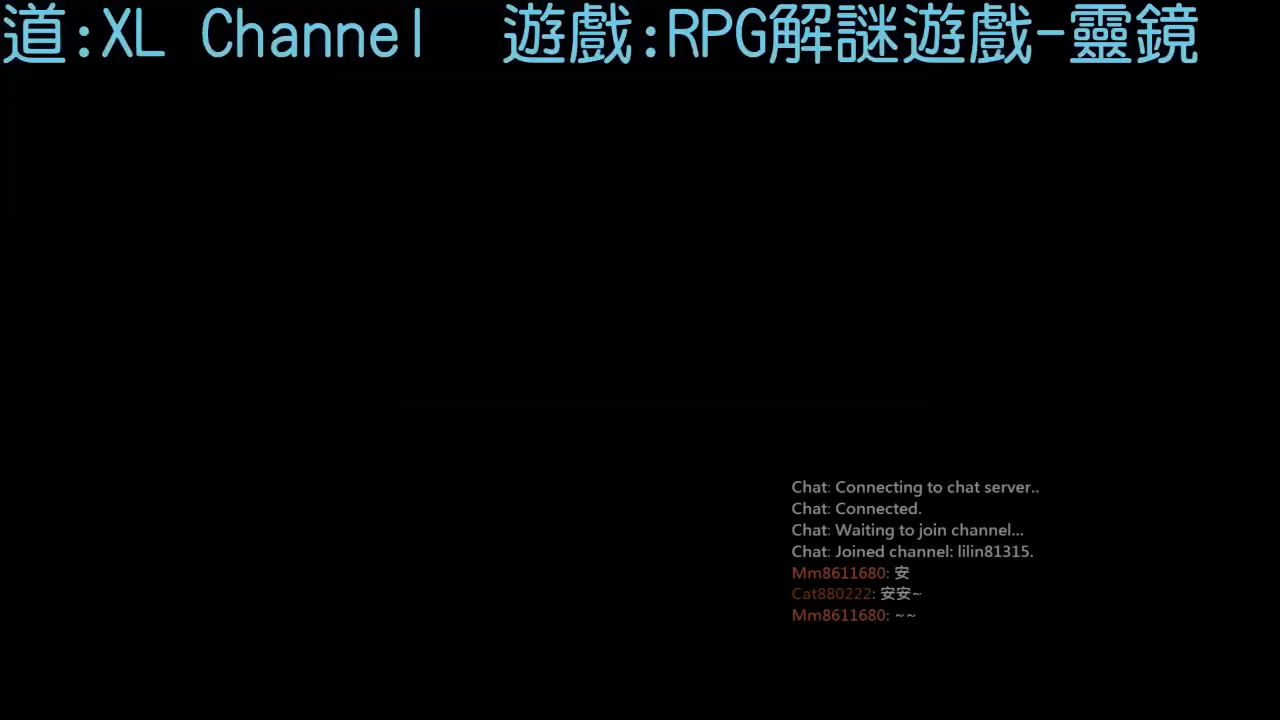 道:XL Channel 遊戲:RPG解謎遊戲-靈鏡
Chat: Connecting to chat server..
Chat: Connected.
Chat: Waiting to join channel...
Chat: Joined channel: lilin81315.
Mm8611680: 安
Cat880222: 安安~
Mm8611680: ~~